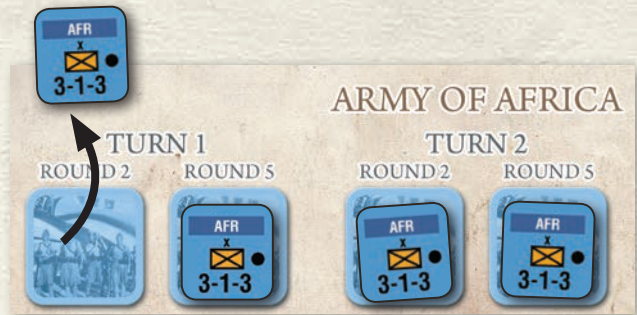 AFR
x
3-1-3
ARMY OF AFRICA
TURN 1 TURN 2
ROUND 2 ROUND 5 ROUND 2 ROUND 5
AFR AFR AFR
x x x
3-1-3 3-1-3 3-1-3